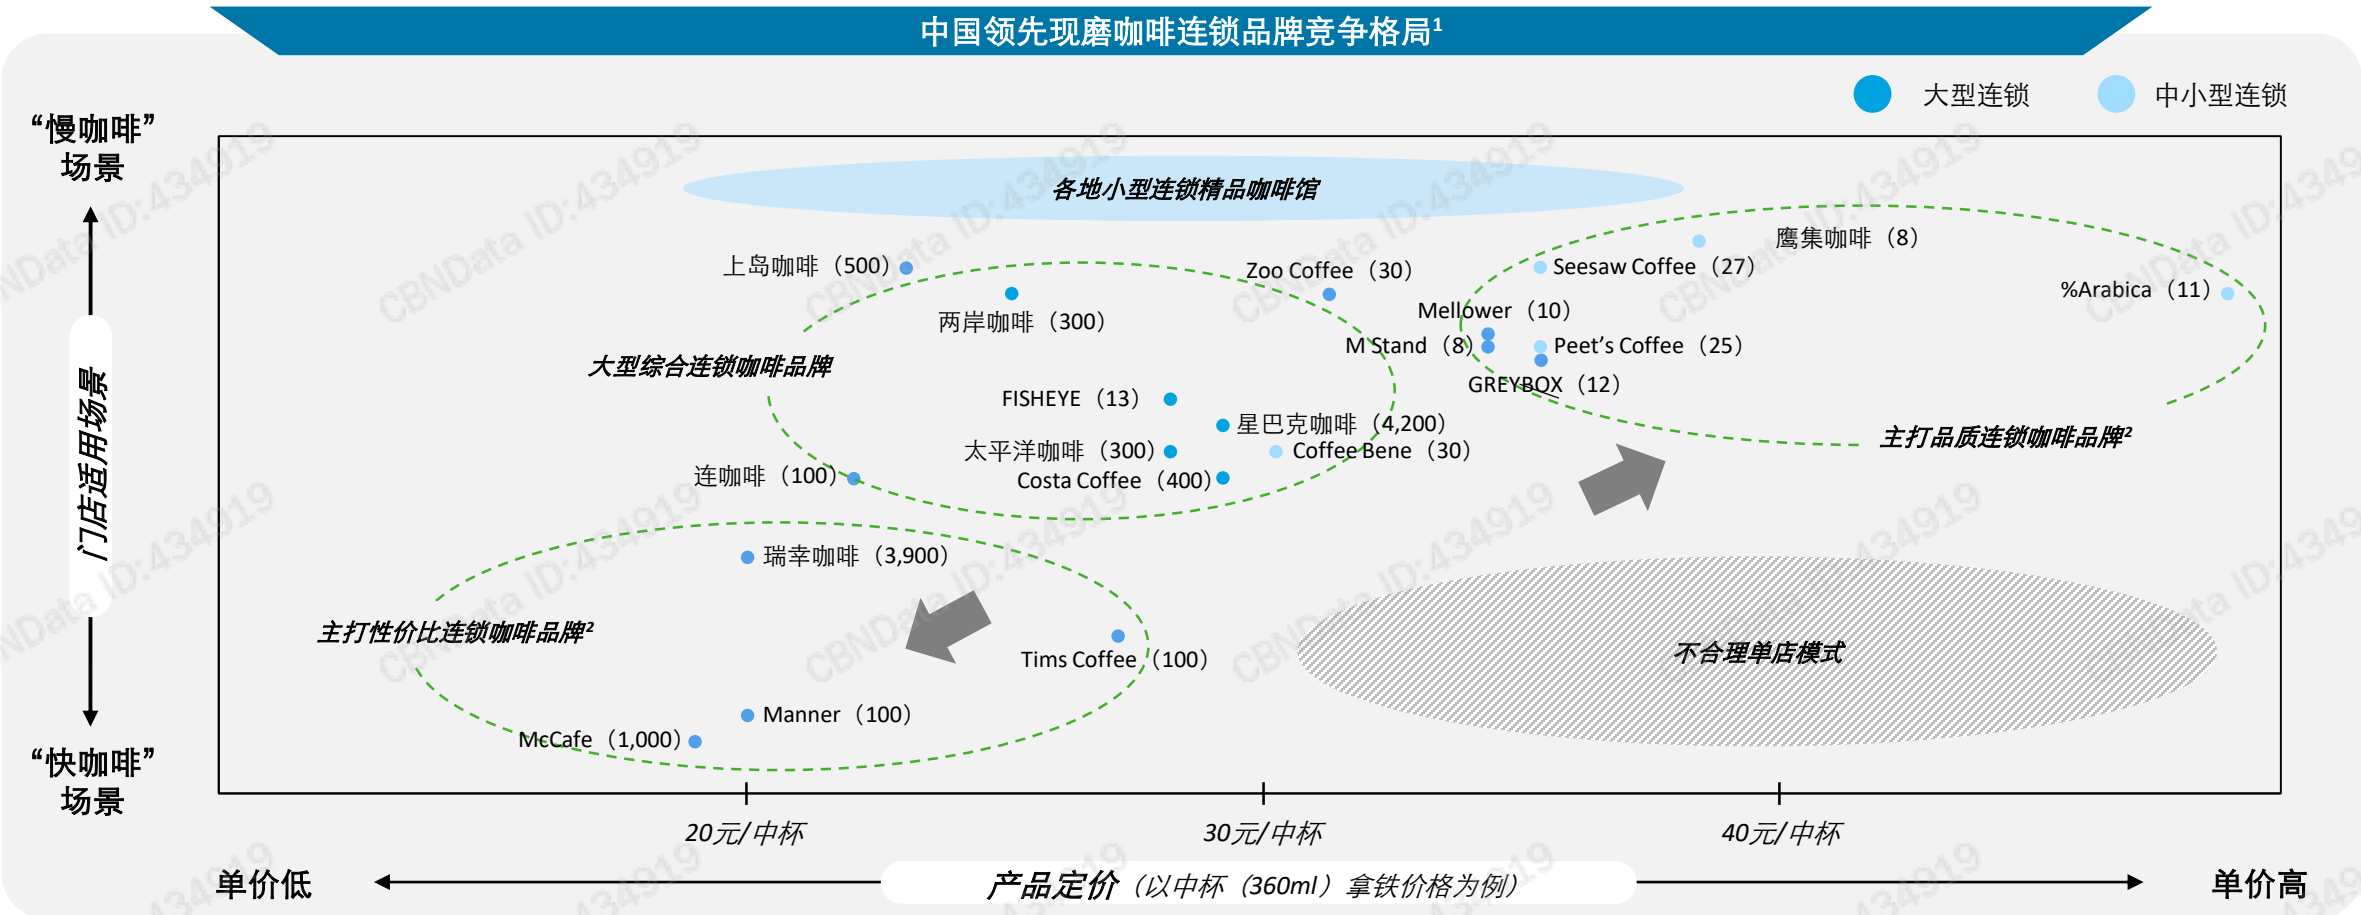 中国领先现磨咖啡连锁品牌竞争格局1
大型连锁
中小型连锁
“慢咖啡”
场景
各地小型连锁精品咖啡馆
鹰集咖啡（8）
上岛咖啡（500）
Zoo Coffee（30）
Seesaw Coffee（27）
%Arabica（11）
两岸咖啡（300）
Mellower（10）
M Stand（8）
Peet’s Coffee（25）
大型综合连锁咖啡品牌
GREYBOX（12）
FISHEYE（13）
星巴克咖啡（4,200）
主打品质连锁咖啡品牌2
太平洋咖啡（300）
Coffee Bene（30）
连咖啡（100）
Costa Coffee（400）
门店适用场景
瑞幸咖啡（3,900）
主打性价比连锁咖啡品牌2
Tims Coffee（100）
不合理单店模式
Manner（100）
McCafe（1,000）
“快咖啡”
场景
20元/中杯
30元/中杯
40元/中杯
单价低
产品定价（以中杯（360ml）拿铁价格为例）
单价高
CBNData ID:434919